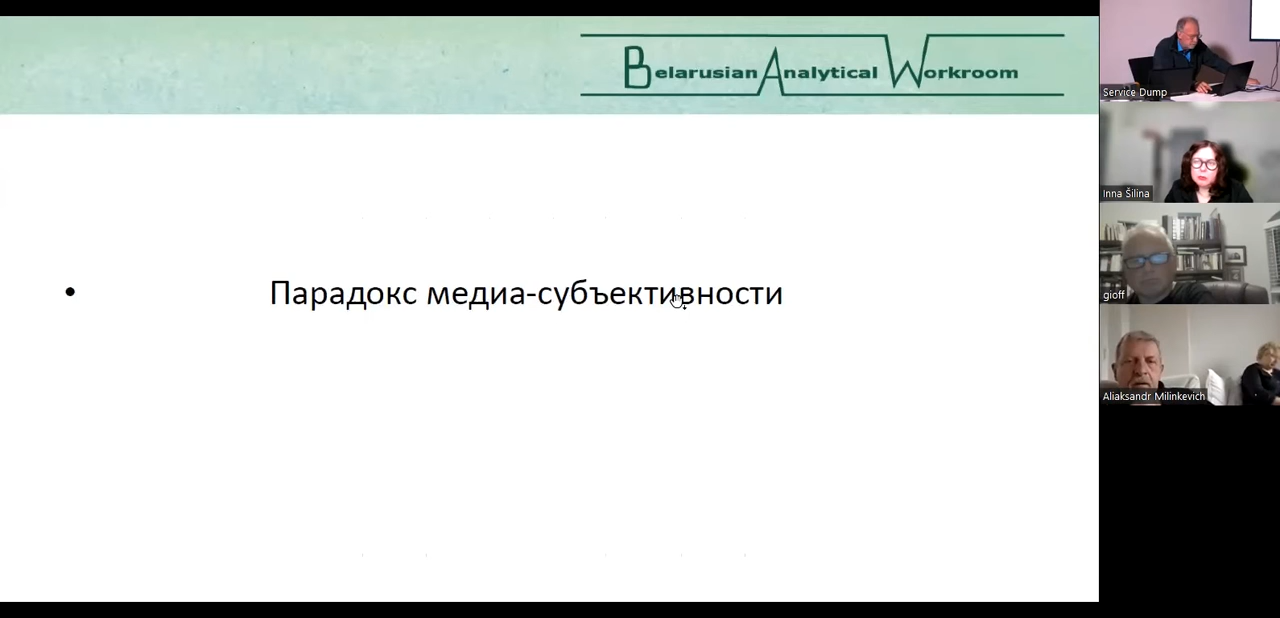 Belarusian Analytical Workroom
• Парадокс медиа-субъективности
Service Dump
Inna Šilina
gioff
Aliaksandr Milinkevich